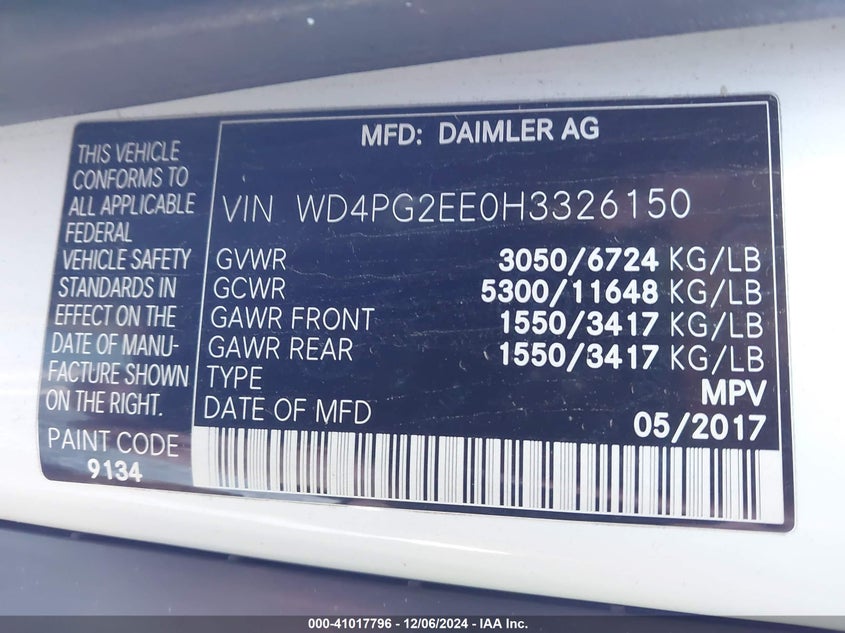 MFD: DAIMLER AG
THIS VEHICLE
CONFORMS TO
ALL APPLICABLE
FEDERAL
VEHICLE SAFETY
STANDARDS IN
EFFECT ON THE
DATE OF MANU-
FACTURE SHOWN
ON THE RIGHT.
PAINT CODE
9134
VIN WD4PG2EE0H3326150
GVWR 3050/6724 KG/LB
GCWR 5300/11648 KG/LB
GAWR FRONT 1550/3417 KG/LB
GAWR REAR 1550/3417 KG/LB
TYPE MPV
DATE OF MFD 05/2017
000-41017796 - 12/06/2024 - IAA Inc.